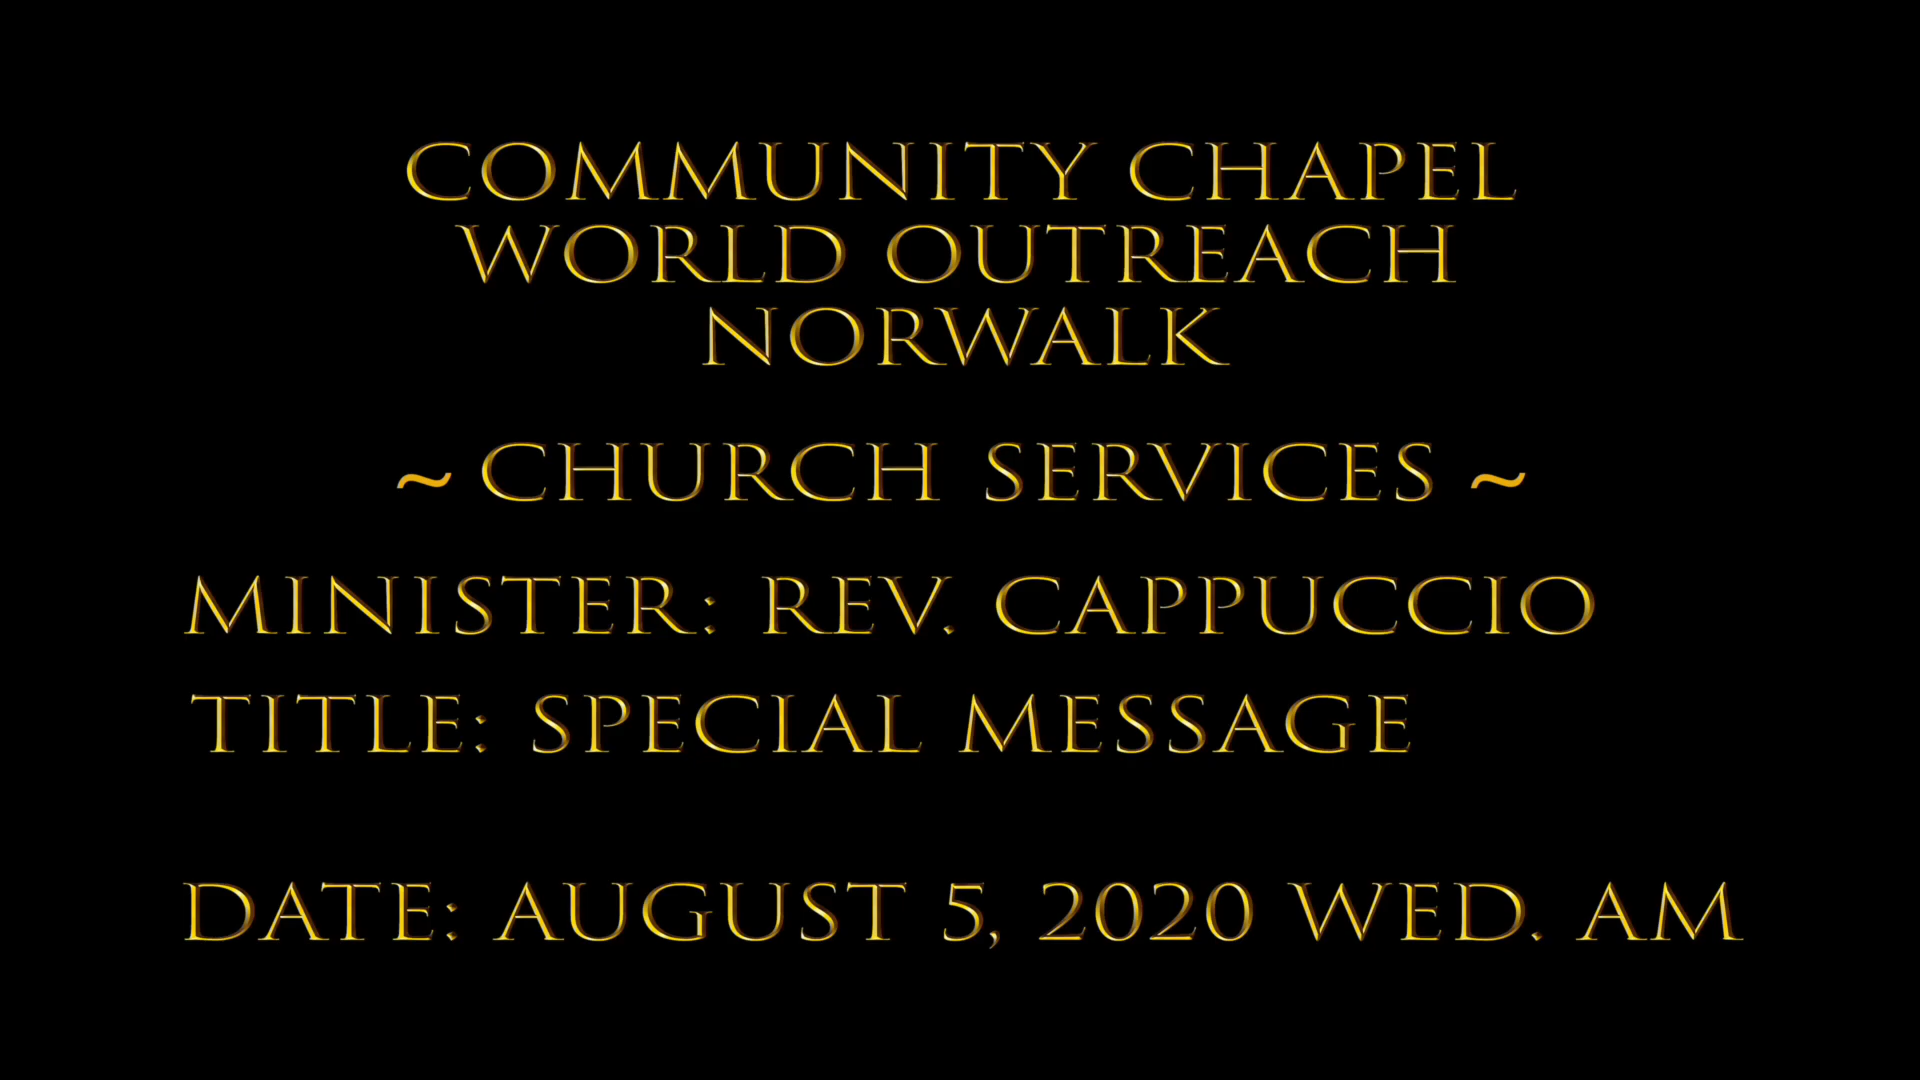 COMMUNITY CHAPEL
WORLD OUTREACH
NORWALK
~ CHURCH SERVICES ~
MINISTER: REV. CAPPUCCIO
TITLE: SPECIAL MESSAGE
DATE: AUGUST 5, 2020 WED. AM